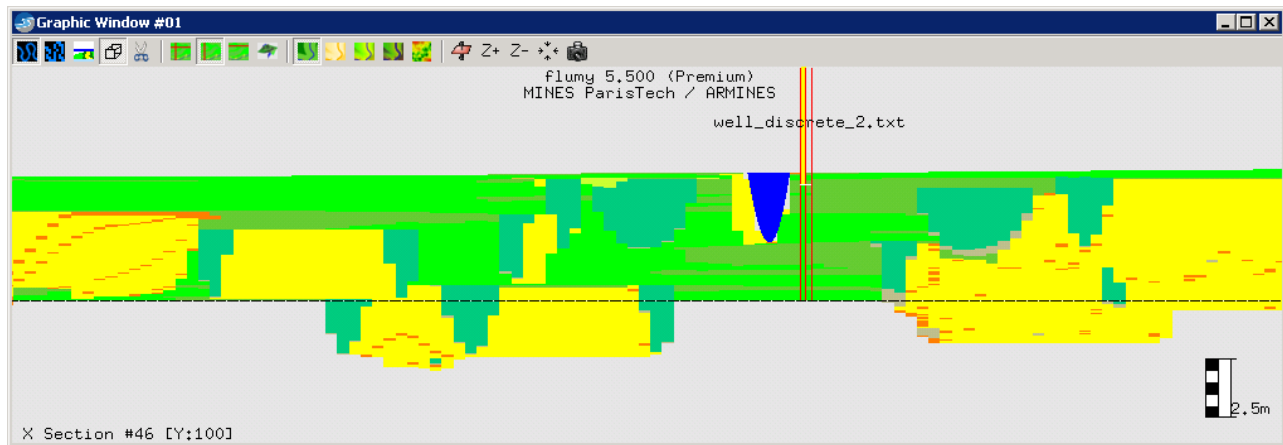 Graphic Window #01
Z+ Z-
flumy 5.500 (Premium)
MINES ParisTech / ARMINES
well_discrete_2.txt
2.5m
X Section #46 [Y:100]